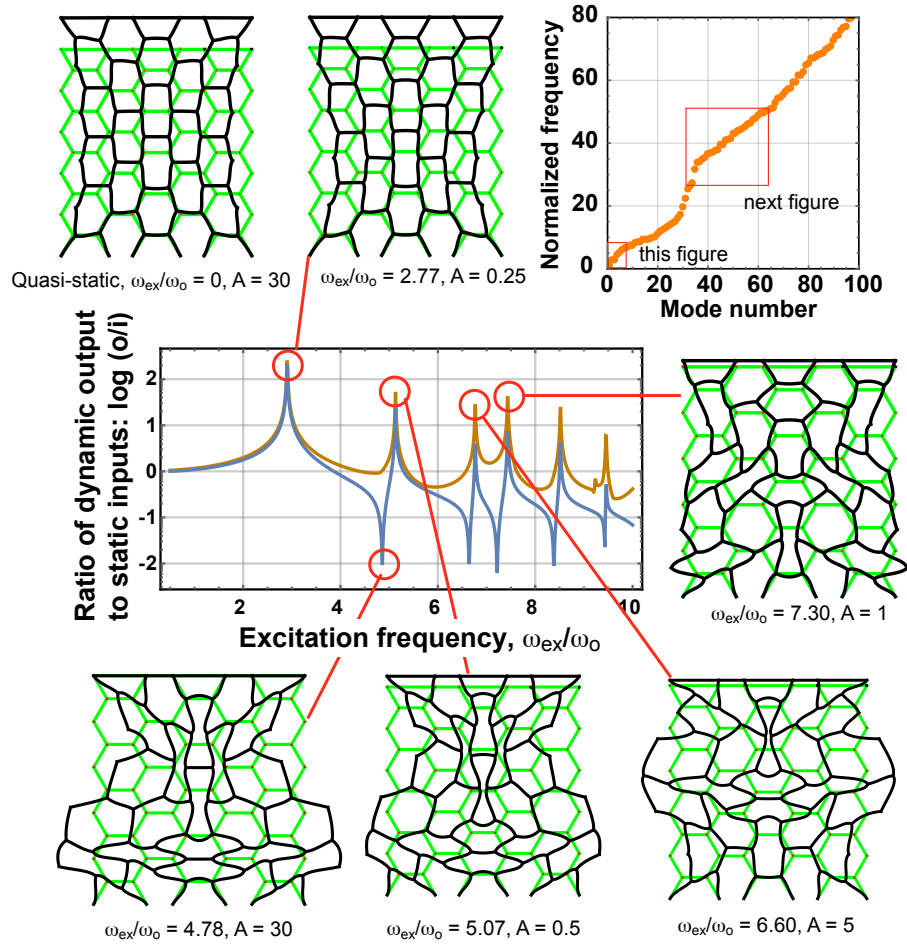 Quasi-static, ωex/ωo = 0, A = 30
ωex/ωo = 2.77, A = 0.25
Normalized frequency
80
60
40
20
0
next figure
this figure
0 20 40 60 80 100
Mode number
Ratio of dynamic output
to static inputs: log (o/i)
2
1
0
-1
-2
2 4 6 8 10
Excitation frequency, ωex/ωo
ωex/ωo = 7.30, A = 1
ωex/ωo = 4.78, A = 30
ωex/ωo = 5.07, A = 0.5
ωex/ωo = 6.60, A = 5